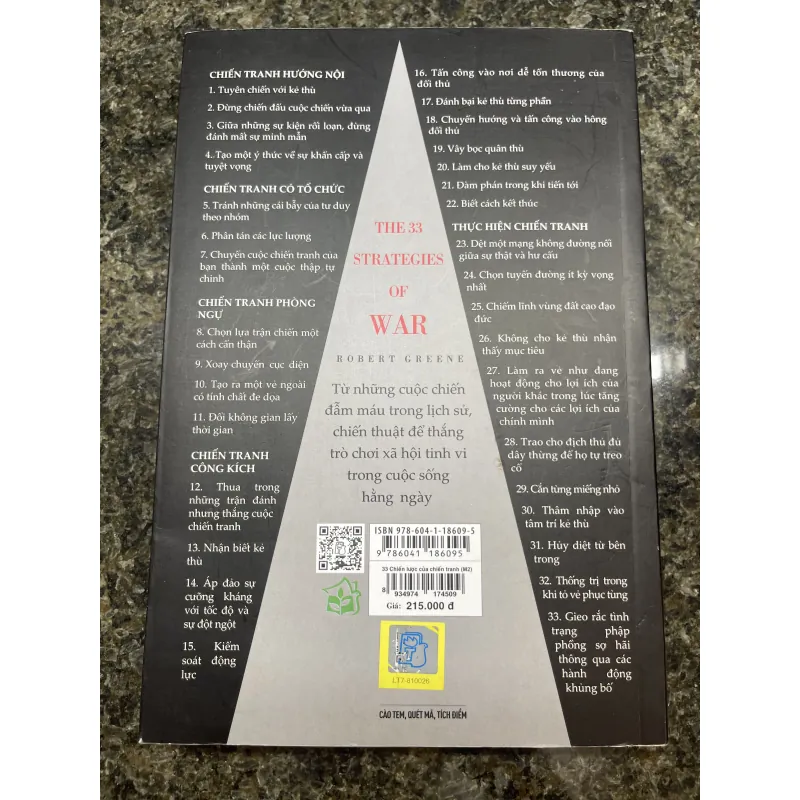 CHIẾN TRANH HƯỚNG NỘI
1. Tuyên chiến với kẻ thù
2. Đừng chiến đấu cuộc chiến vừa qua
3. Giữa những sự kiện rối loạn, đừng
đánh mất sự minh mẫn
4. Tạo một ý thức về sự khẩn cấp và
tuyệt vọng
CHIẾN TRANH CÓ TỔ CHỨC
5. Tránh những cái bẫy của tư duy
theo nhóm
6. Phân tán các lực lượng
7. Chuyển cuộc chiến tranh của
bạn thành một cuộc thập tự
chinh
CHIẾN TRANH PHÒNG
NGỰ
8. Chọn lựa trận chiến một
cách cẩn thận
9. Xoay chuyển cục diện
10. Tạo ra một vẻ ngoài
có tính chất đe dọa
11. Đổi không gian lấy
thời gian
CHIẾN TRANH
CÔNG KÍCH
12. Thua trong
những trận đánh
nhưng thắng cuộc
chiến tranh
13. Nhận biết kẻ
thù
14. Áp đảo sự
cưỡng kháng
với tốc độ và
sự đột ngột
15. Kiểm
soát động
lực
THE 33
STRATEGIES
OF
WAR
ROBERT GREENE
Từ những cuộc chiến
đẫm máu trong lịch sử,
chiến thuật để thắng
trò chơi xã hội tinh vi
trong cuộc sống
hằng ngày
ISBN 978-604-1-18609-5
9 786041 186095
33 Chiến lược của chiến tranh (M2)
8 934974 174509
Giá: 215.000 đ
LT7-810026
CÀO TEM, QUÉT MÃ, TÍCH ĐIỂM
16. Tấn công vào nơi dễ tổn thương của
đối thủ
17. Đánh bại kẻ thù từng phần
18. Chuyển hướng và tấn công vào hông
đối thủ
19. Vây bọc quân thù
20. Làm cho kẻ thù suy yếu
21. Đàm phán trong khi tiến tới
22. Biết cách kết thúc
THỰC HIỆN CHIẾN TRANH
23. Dệt một mạng không đường nối
giữa sự thật và hư cấu
24. Chọn tuyến đường ít kỳ vọng
nhất
25. Chiếm lĩnh vùng đất cao đạo
đức
26. Không cho kẻ thù nhận
thấy mục tiêu
27. Làm ra vẻ như đang
hoạt động cho lợi ích của
người khác trong lúc tăng
cường cho các lợi ích của
chính mình
28. Trao cho địch thủ đủ
dây thừng để họ tự treo
cổ
29. Cắn từng miếng nhỏ
30. Thâm nhập vào
tâm trí kẻ thù
31. Hủy diệt từ bên
trong
32. Thống trị trong
khi tỏ vẻ phục tùng
33. Gieo rắc tình
trạng phập
phồng sợ hãi
thông qua các
hành động
khủng bố